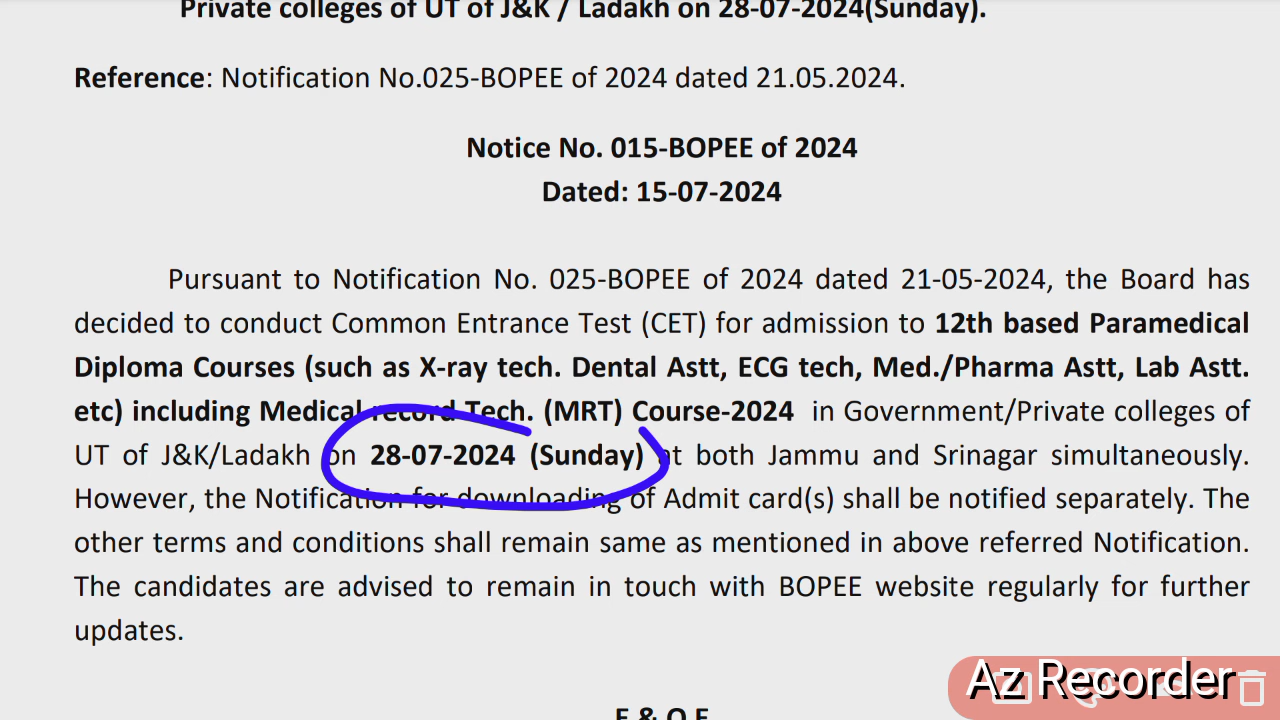 Private colleges of UT of J&K / Ladakh on 28-07-2024(Sunday).
Reference: Notification No.025-BOPEE of 2024 dated 21.05.2024.
Notice No. 015-BOPEE of 2024
Dated: 15-07-2024
Pursuant to Notification No. 025-BOPEE of 2024 dated 21-05-2024, the Board has
decided to conduct Common Entrance Test (CET) for admission to 12th based Paramedical
Diploma Courses (such as X-ray tech. Dental Astt, ECG tech, Med./Pharma Astt, Lab Astt.
etc) including Medical record Tech. (MRT) Course-2024 in Government/Private colleges of
UT of J&K/Ladakh on 28-07-2024 (Sunday) at both Jammu and Srinagar simultaneously.
However, the Notification for downloading of Admit card(s) shall be notified separately. The
other terms and conditions shall remain same as mentioned in above referred Notification.
The candidates are advised to remain in touch with BOPEE website regularly for further
updates.
E & O E
Az Recorder